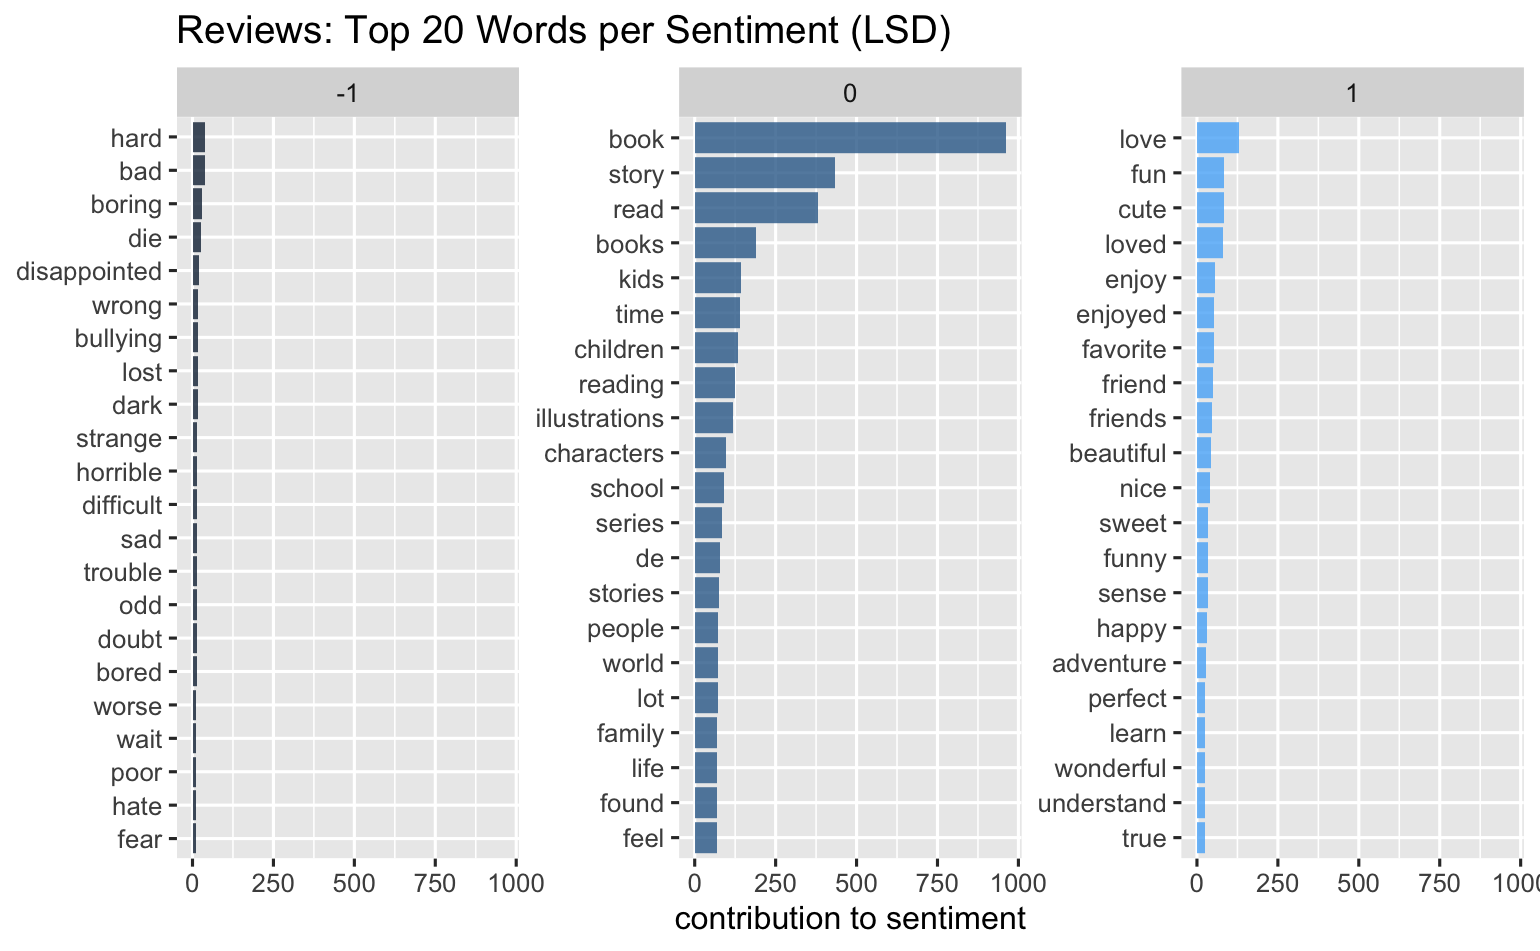 Reviews: Top 20 Words per Sentiment (LSD)
-1
hard
bad
boring
die
disappointed
wrong
bullying
lost
dark
strange
horrible
difficult
sad
trouble
odd
doubt
bored
worse
wait
poor
hate
fear
0 250 500 750 1000
0
book
story
read
books
kids
time
children
reading
illustrations
characters
school
series
de
stories
people
world
lot
family
life
found
feel
0 250 500 750 1000
1
love
fun
cute
loved
enjoy
enjoyed
favorite
friend
friends
beautiful
nice
sweet
funny
sense
happy
adventure
perfect
learn
wonderful
understand
true
0 250 500 750 1000
contribution to sentiment